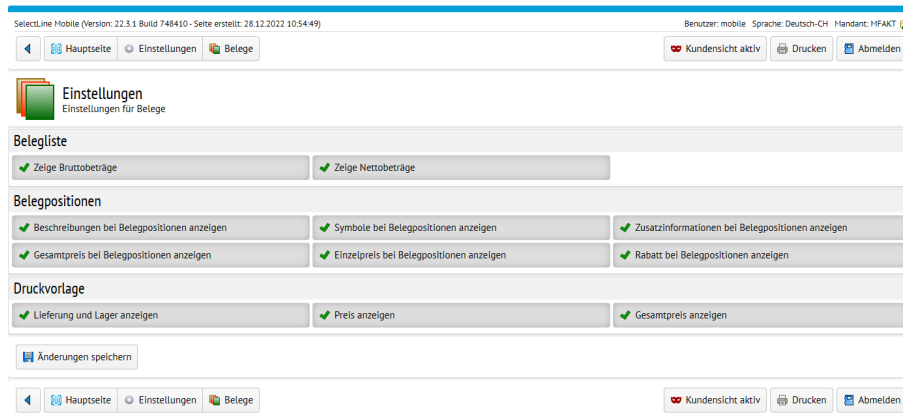 SelectLine Mobile (Version: 22.3.1 Build 748410 - Seite erstellt: 28.12.2022 10:54:49) Benutzer: mobile Sprache: Deutsch-CH Mandant: MFAKT
Hauptseite Einstellungen Belege Kundensicht aktiv Drucken Abmelden
Einstellungen
Einstellungen für Belege
Belegliste
Zeige Bruttobeträge Zeige Nettobeträge
Belegpositionen
Beschreibungen bei Belegpositionen anzeigen Symbole bei Belegpositionen anzeigen Zusatzinformationen bei Belegpositionen anzeigen
Gesamtpreis bei Belegpositionen anzeigen Einzelpreis bei Belegpositionen anzeigen Rabatt bei Belegpositionen anzeigen
Druckvorlage
Lieferung und Lager anzeigen Preis anzeigen Gesamtpreis anzeigen
Änderungen speichern
Hauptseite Einstellungen Belege Kundensicht aktiv Drucken Abmelden